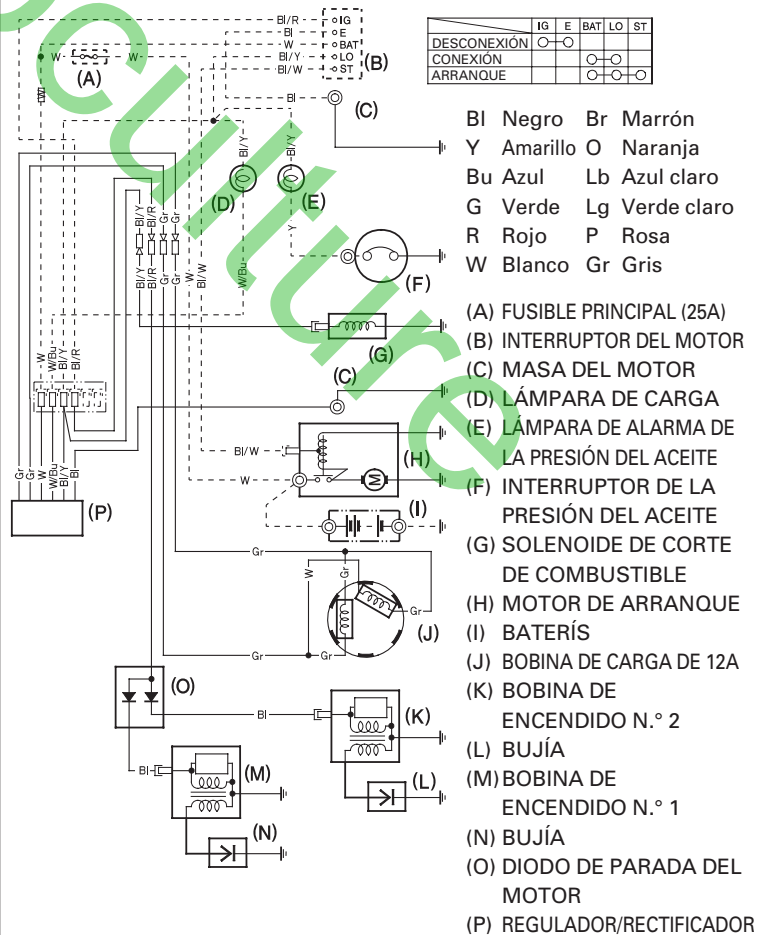 oculture
Bl/R
IG
Bl
E
W
BAT
Bl/Y
LO
Bl/W
ST
(B)
W
W
(A)
W
Bl
(C)
IG E BAT LO ST
DESCONEXIÓN
CONEXIÓN
ARRANQUE
Bl Negro Br Marrón
Y Amarillo O Naranja
Bu Azul Lb Azul claro
G Verde Lg Verde claro
R Rojo P Rosa
W Blanco Gr Gris
Bl/Y
Bl/Y
Bl/Y
(D)
(E)
Y
(F)
Bl/Y
Bl/R
Gr
Gr
Bl/Y
Bl/R
Gr
Gr
W
Bl/W
W/Bu
(G)
(C)
W
W/Bu
Bl/Y
Bl/R
Bl/W
W
M
(H)
(I)
Gr
Gr
W
W/Bu
Bl/Y
Bl
(P)
Gr
W
Gr
Gr
(J)
Gr
Gr
(O)
Bl
(K)
Bl
(M)
(L)
(N)
(A) FUSIBLE PRINCIPAL (25A)
(B) INTERRUPTOR DEL MOTOR
(C) MASA DEL MOTOR
(D) LÁMPARA DE CARGA
(E) LÁMPARA DE ALARMA DE
LA PRESIÓN DEL ACEITE
(F) INTERRUPTOR DE LA
PRESIÓN DEL ACEITE
(G) SOLENOIDE DE CORTE
DE COMBUSTIBLE
(H) MOTOR DE ARRANQUE
(I) BATERÍS
(J) BOBINA DE CARGA DE 12A
(K) BOBINA DE
ENCENDIDO N.° 2
(L) BUJÍA
(M) BOBINA DE
ENCENDIDO N.° 1
(N) BUJÍA
(O) DIODO DE PARADA DEL
MOTOR
(P) REGULADOR/RECTIFICADOR